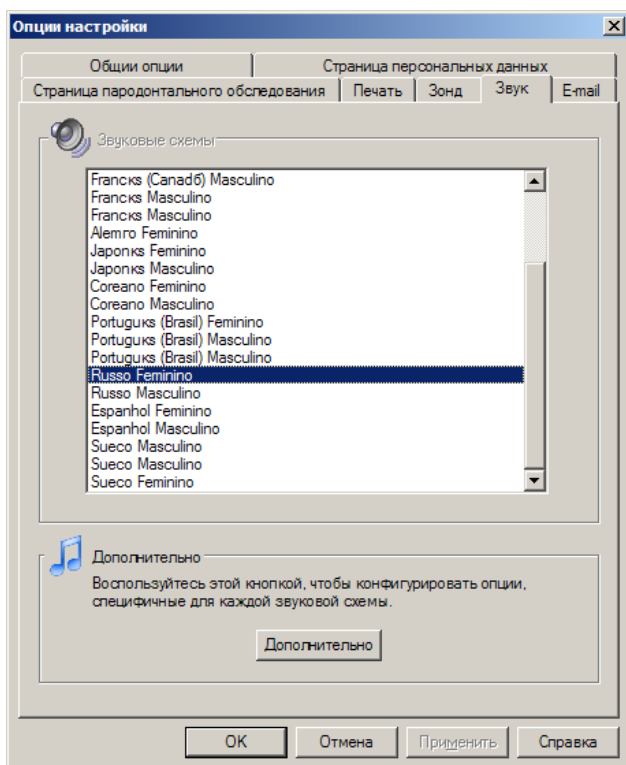 Опции настройки
Общии опции
Страница персональных данных
Страница пародонтального обследования
Печать
Зонд
Звук
E-mail
Звуковые схемы
Francкs (Canadб) Masculino
Francкs Masculino
Francкs Masculino
Alemгo Feminino
Japonкs Feminino
Japonкs Masculino
Coreano Feminino
Coreano Masculino
Portuguкs (Brasil) Feminino
Portuguкs (Brasil) Masculino
Portuguкs (Brasil) Masculino
Russo Feminino
Russo Masculino
Espanhol Feminino
Espanhol Masculino
Sueco Masculino
Sueco Masculino
Sueco Feminino
Дополнительно
Воспользуйтесь этой кнопкой, чтобы конфигурировать опции,
специфичные для каждой звуковой схемы.
Дополнительно
OK
Отмена
Применить
Справка